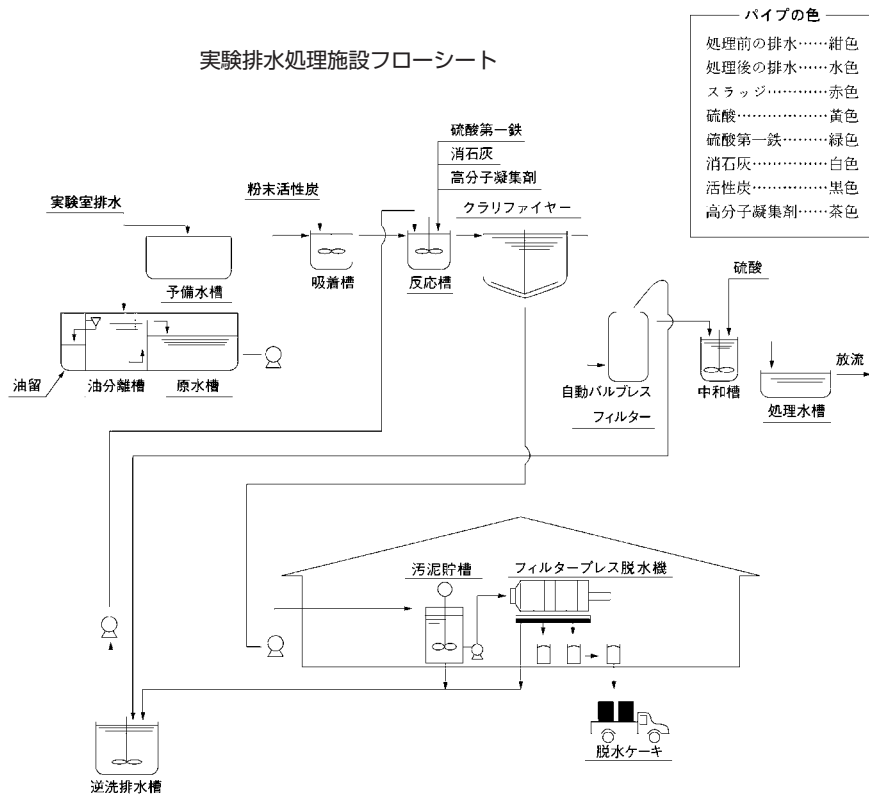 実験排水処理施設フローシート
パイプの色
処理前の排水……紺色
処理後の排水……水色
スラッジ…………赤色
硫酸………………黄色
硫酸第一鉄………緑色
消石灰……………白色
活性炭……………黒色
高分子凝集剤……茶色
硫酸第一鉄
消石灰
高分子凝集剤
粉末活性炭
実験室排水
クラリファイヤー
予備水槽
吸着槽
反応槽
硫酸
油留
油分離槽
原水槽
自動バルブレス
フィルター
中和槽
放流
処理水槽
汚泥貯槽
フィルタープレス脱水機
脱水ケーキ
逆洗排水槽